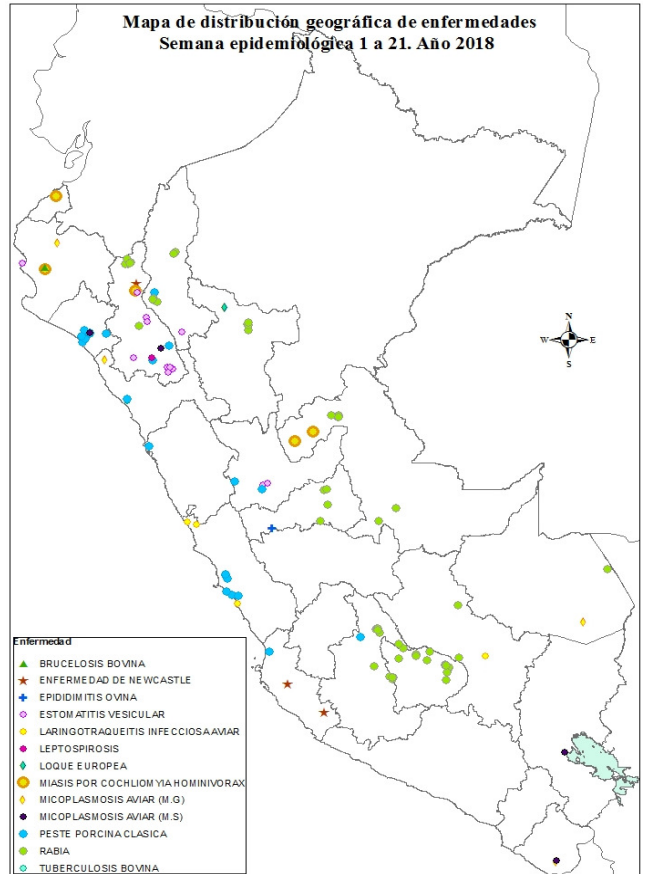 Mapa de distribución geográfica de enfermedades
Semana epidemiológica 1 a 21. Año 2018
N
W E
S
Enfermedad
BRUCELOSIS BOVINA
ENFERMEDAD DE NEWCASTLE
EPIDIDIMITIS OVINA
ESTOMATITIS VESICULAR
LARINGOTRAQUEITIS INFECCIOSA AVIAR
LEPTOSPIROSIS
LOQUE EUROPEA
MIASIS POR COCHLIOMYIA HOMINIVORAX
MICOPLASMOSIS AVIAR (M.G)
MICOPLASMOSIS AVIAR (M.S)
PESTE PORCINA CLASICA
RABIA
TUBERCULOSIS BOVINA